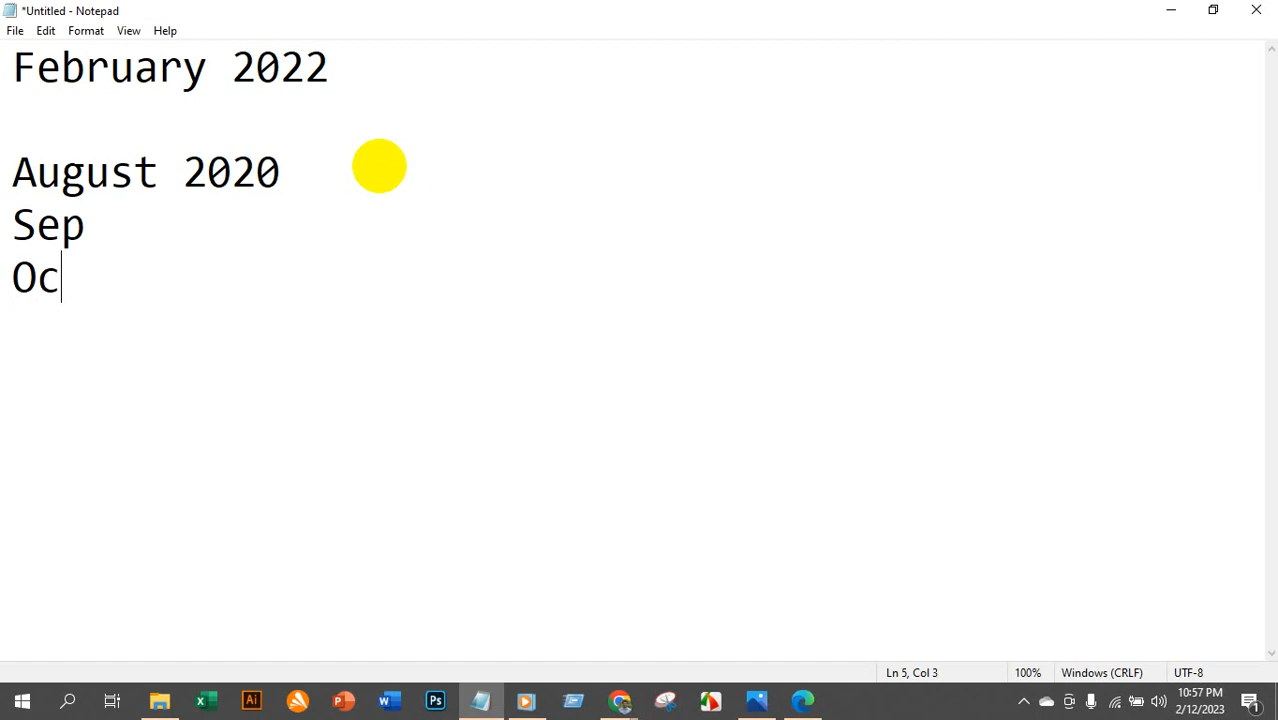 *Untitled - Notepad
File Edit Format View Help
February 2022
August 2020
Sep
Oc
Ln 5, Col 3 100% Windows (CRLF) UTF-8
10:57 PM
2/12/2023